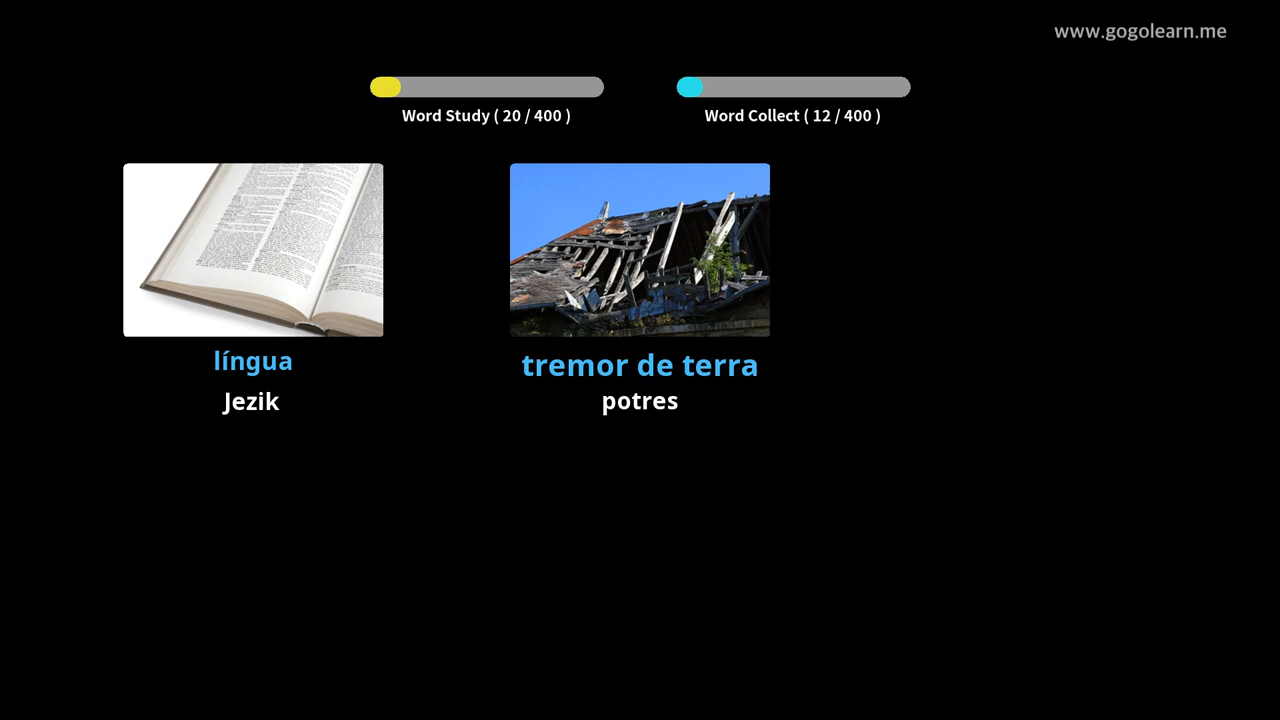 www.gogolearn.me
Word Study ( 20 / 400 )
Word Collect ( 12 / 400 )
língua
Jezik
tremor de terra
potres